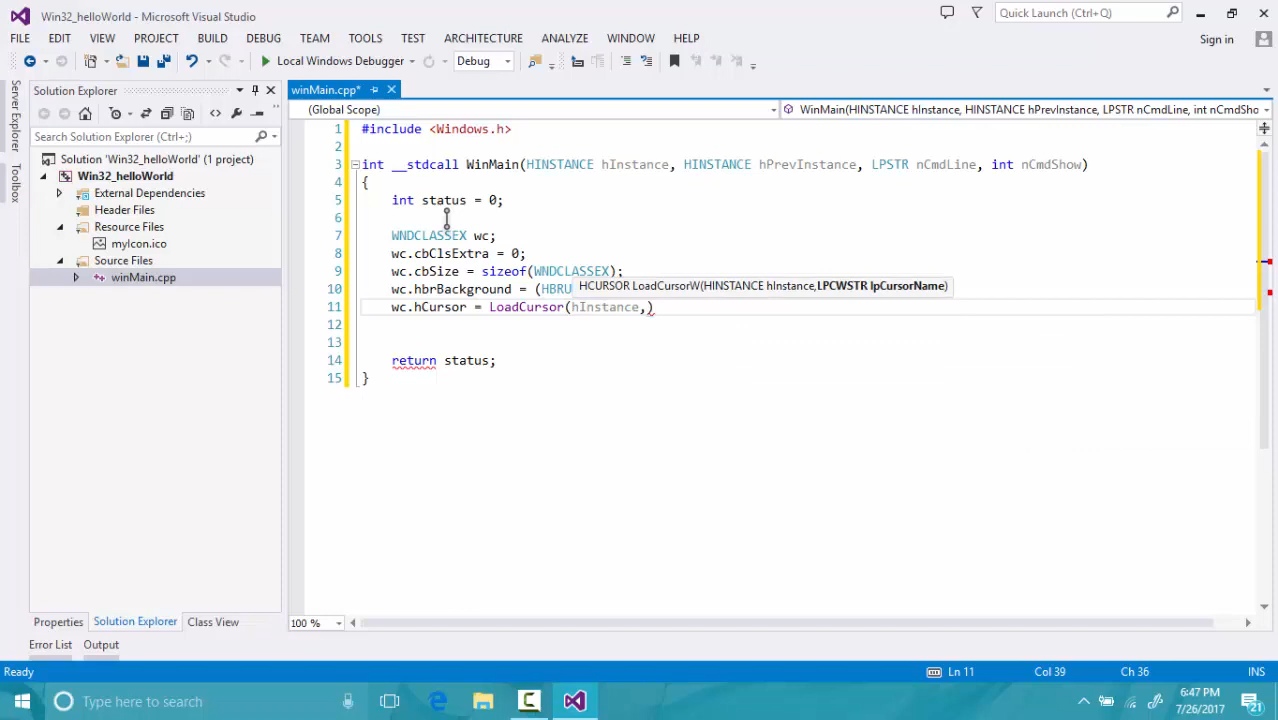 Win32_helloWorld - Microsoft Visual Studio
Quick Launch (Ctrl+Q)
FILE EDIT VIEW PROJECT BUILD DEBUG TEAM TOOLS TEST ARCHITECTURE ANALYZE WINDOW HELP
Sign in
Local Windows Debugger
Debug
Server Explorer
Toolbox
Solution Explorer
Search Solution Explorer (Ctrl+;)
Solution 'Win32_helloWorld' (1 project)
Win32_helloWorld
External Dependencies
Header Files
Resource Files
myIcon.ico
Source Files
winMain.cpp
Properties Solution Explorer Class View
winMain.cpp*
(Global Scope)
WinMain(HINSTANCE hInstance, HINSTANCE hPrevInstance, LPSTR nCmdLine, int nCmdSho
1 #include <Windows.h>
2
3 int __stdcall WinMain(HINSTANCE hInstance, HINSTANCE hPrevInstance, LPSTR nCmdLine, int nCmdShow)
4 {
5 int status = 0;
6
7 WNDCLASSEX wc;
8 wc.cbClsExtra = 0;
9 wc.cbSize = sizeof(WNDCLASSEX);
10 wc.hbrBackground = (HBRU
HCURSOR LoadCursorW(HINSTANCE hInstance,LPCWSTR lpCursorName)
11 wc.hCursor = LoadCursor(hInstance,)
12
13
14 return status;
15 }
100 %
Error List Output
Ready
Ln 11 Col 39 Ch 36 INS
Type here to search
6:47 PM
7/26/2017
21